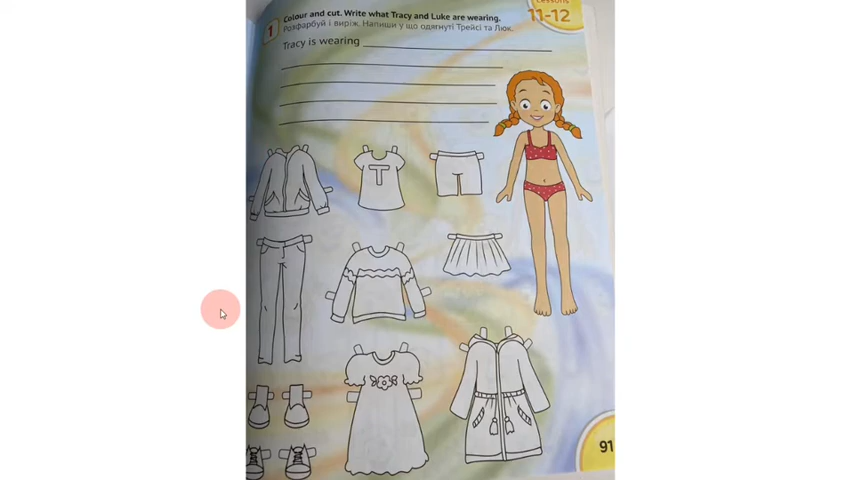 Lessons
11-12
1 Colour and cut. Write what Tracy and Luke are wearing.
Розфарбуй і виріж. Напиши у що одягнуті Трейсі та Люк.
Tracy is wearing
T
91